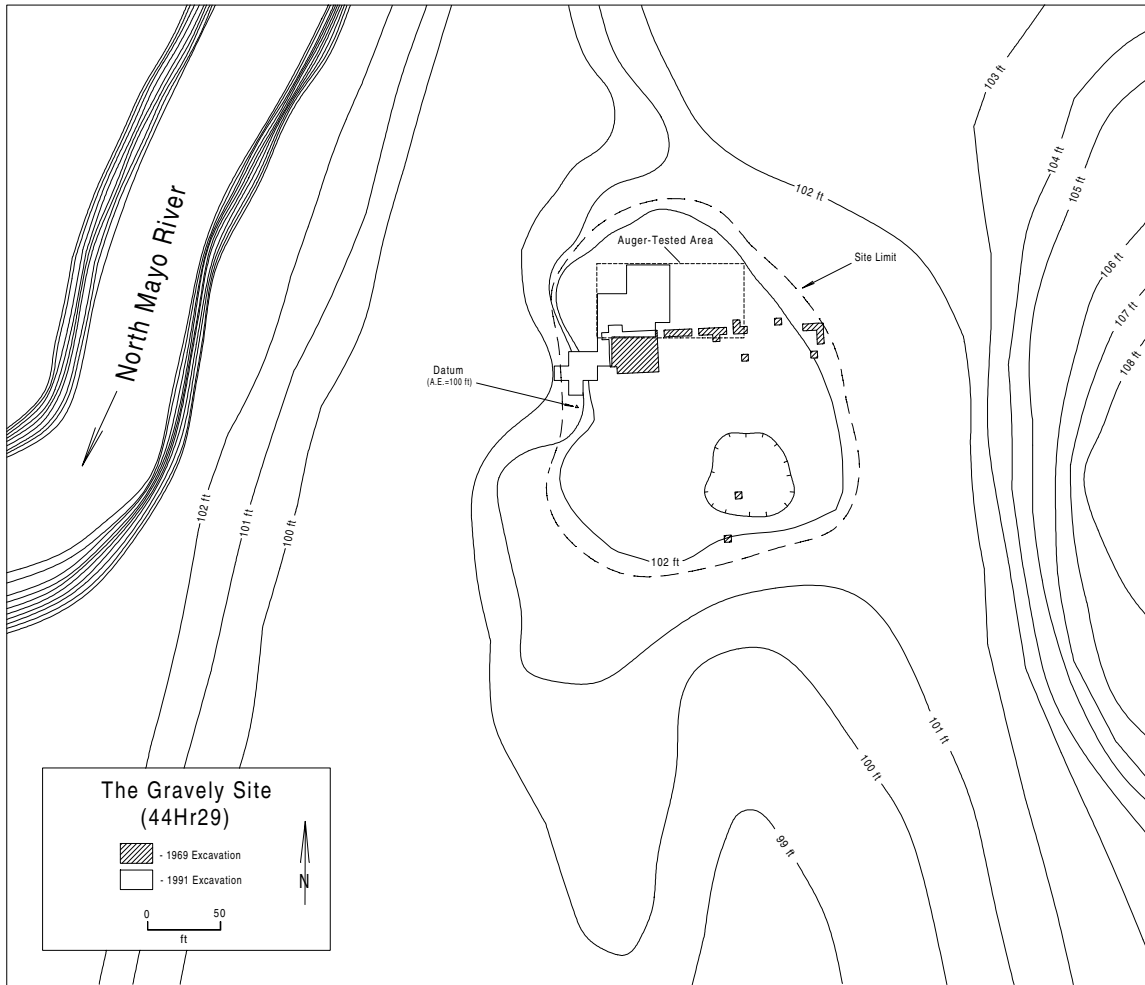 103 ft
104 ft
105 ft
102 ft
North Mayo River
Auger-Tested Area
Site Limit
106 ft
107 ft
108 ft
Datum
(A.E.=100 ft)
102 ft
101 ft
100 ft
102 ft
101 ft
100 ft
99 ft
The Gravely Site
(44Hr29)
- 1969 Excavation
- 1991 Excavation
N
0 50
ft